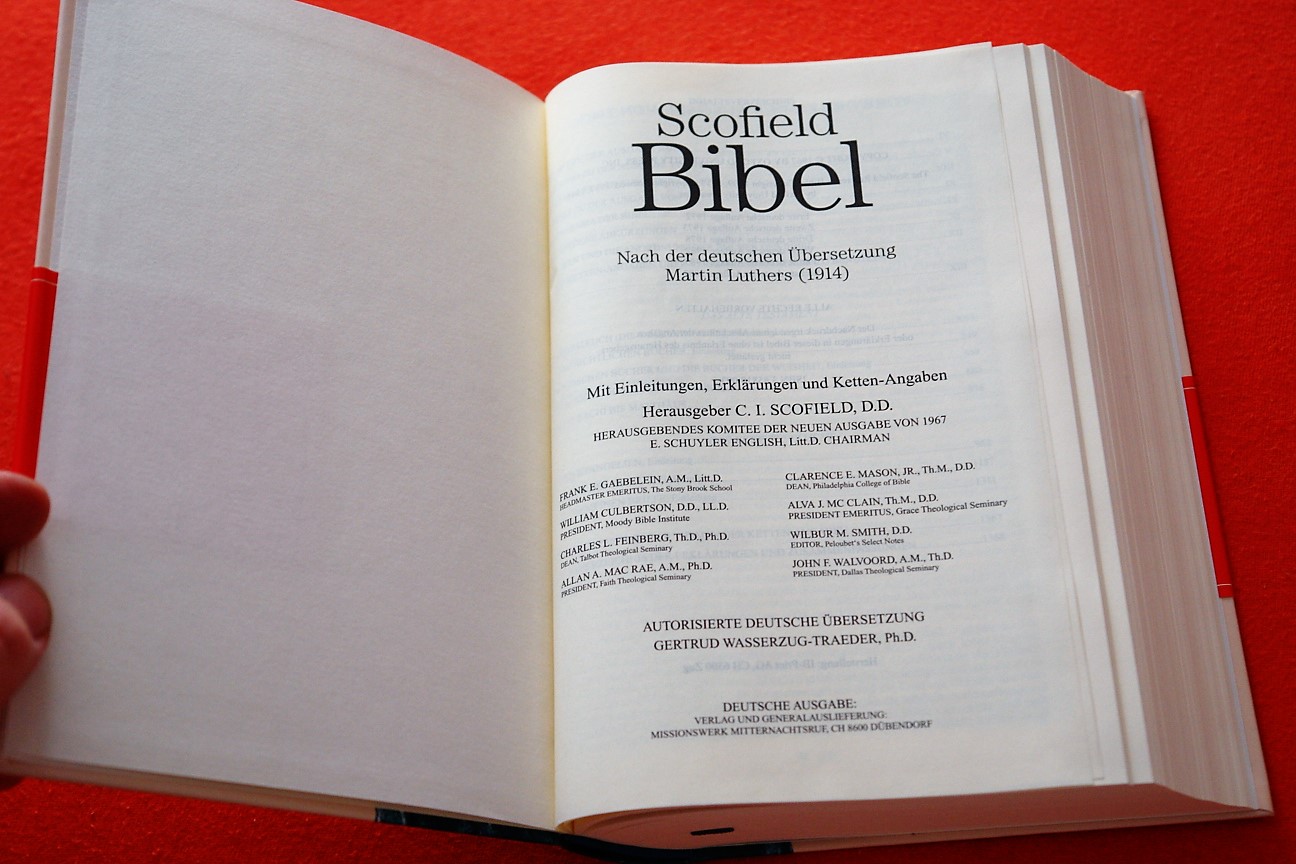 Scofield
Bibel
Nach der deutschen Übersetzung
Martin Luthers (1914)
Mit Einleitungen, Erklärungen und Ketten-Angaben
Herausgeber C. I. SCOFIELD, D.D.
HERAUSGEBENDES KOMITEE DER NEUEN AUSGABE VON 1967
E. SCHUYLER ENGLISH, Litt.D. CHAIRMAN
FRANK E. GAEBELEIN, A.M., Litt.D.
HEADMASTER EMERITUS, The Stony Brook School
WILLIAM CULBERTSON, D.D., LL.D.
PRESIDENT, Moody Bible Institute
CHARLES L. FEINBERG, Th.D., Ph.D.
DEAN, Talbot Theological Seminary
ALLAN A. MAC RAE, A.M., Ph.D.
PRESIDENT, Faith Theological Seminary
CLARENCE E. MASON, JR., Th.M., D.D.
DEAN, Philadelphia College of Bible
ALVA J. MC CLAIN, Th.M., D.D.
PRESIDENT EMERITUS, Grace Theological Seminary
WILBUR M. SMITH, D.D.
EDITOR, Peloubet's Select Notes
JOHN F. WALVOORD, A.M., Th.D.
PRESIDENT, Dallas Theological Seminary
AUTORISIERTE DEUTSCHE ÜBERSETZUNG
GERTRUD WASSERZUG-TRAEDER, Ph.D.
DEUTSCHE AUSGABE:
VERLAG UND GENERALAUSLIEFERUNG:
MISSIONSWERK MITTERNACHTSRUF, CH 8600 DÜBENDORF